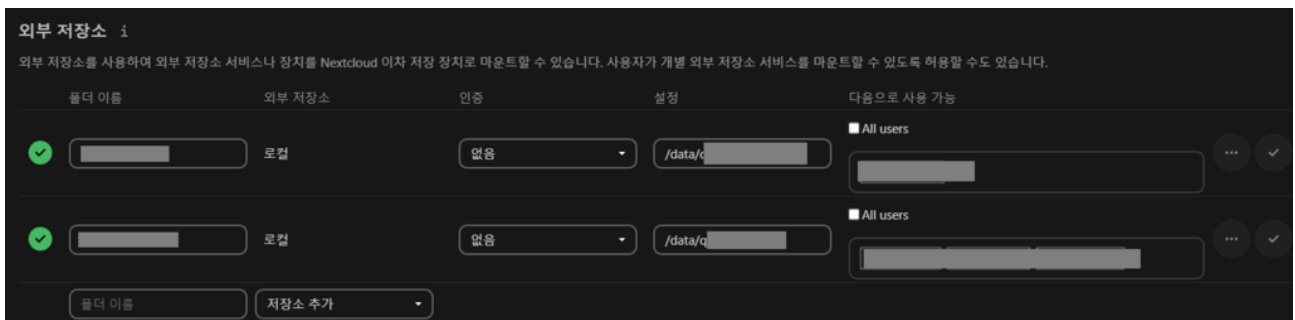 외부 저장소 i
외부 저장소를 사용하여 외부 저장소 서비스나 장치를 Nextcloud 이차 저장 장치로 마운트할 수 있습니다. 사용자가 개별 외부 저장소 서비스를 마운트할 수 있도록 허용할 수도 있습니다.
폴더 이름 외부 저장소 인증 설정 다음으로 사용 가능
All users
로컬 없음 /data/
All users
로컬 없음 /data/q
폴더 이름 저장소 추가